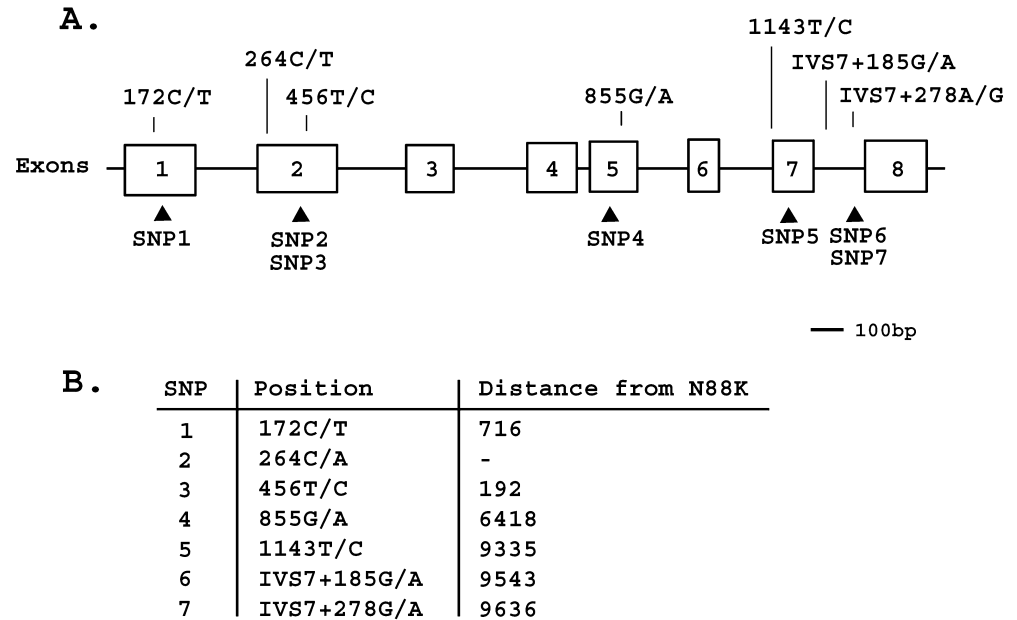 A.
1143T/C
264C/T
IVS7+185G/A
172C/T
456T/C
855G/A
IVS7+278A/G
Exons 1 2 3 4 5 6 7 8
SNP1 SNP2 SNP4 SNP5 SNP6
SNP3 SNP7
100bp
B.
SNP Position Distance from N88K
1 172C/T 716
2 264C/A -
3 456T/C 192
4 855G/A 6418
5 1143T/C 9335
6 IVS7+185G/A 9543
7 IVS7+278G/A 9636